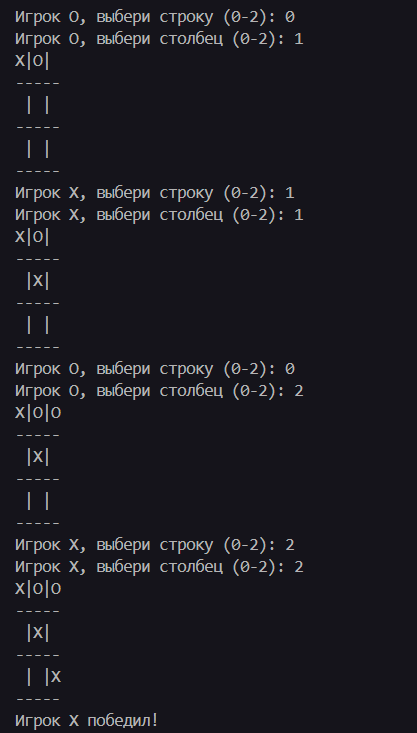 Игрок O, выбери строку (0-2): 0
Игрок O, выбери столбец (0-2): 1
X|O|
-----
 | |
-----
 | |
-----
Игрок X, выбери строку (0-2): 1
Игрок X, выбери столбец (0-2): 1
X|O|
-----
 |X|
-----
 | |
-----
Игрок O, выбери строку (0-2): 0
Игрок O, выбери столбец (0-2): 2
X|O|O
-----
 |X|
-----
 | |
-----
Игрок X, выбери строку (0-2): 2
Игрок X, выбери столбец (0-2): 2
X|O|O
-----
 |X|
-----
 | |X
-----
Игрок X победил!